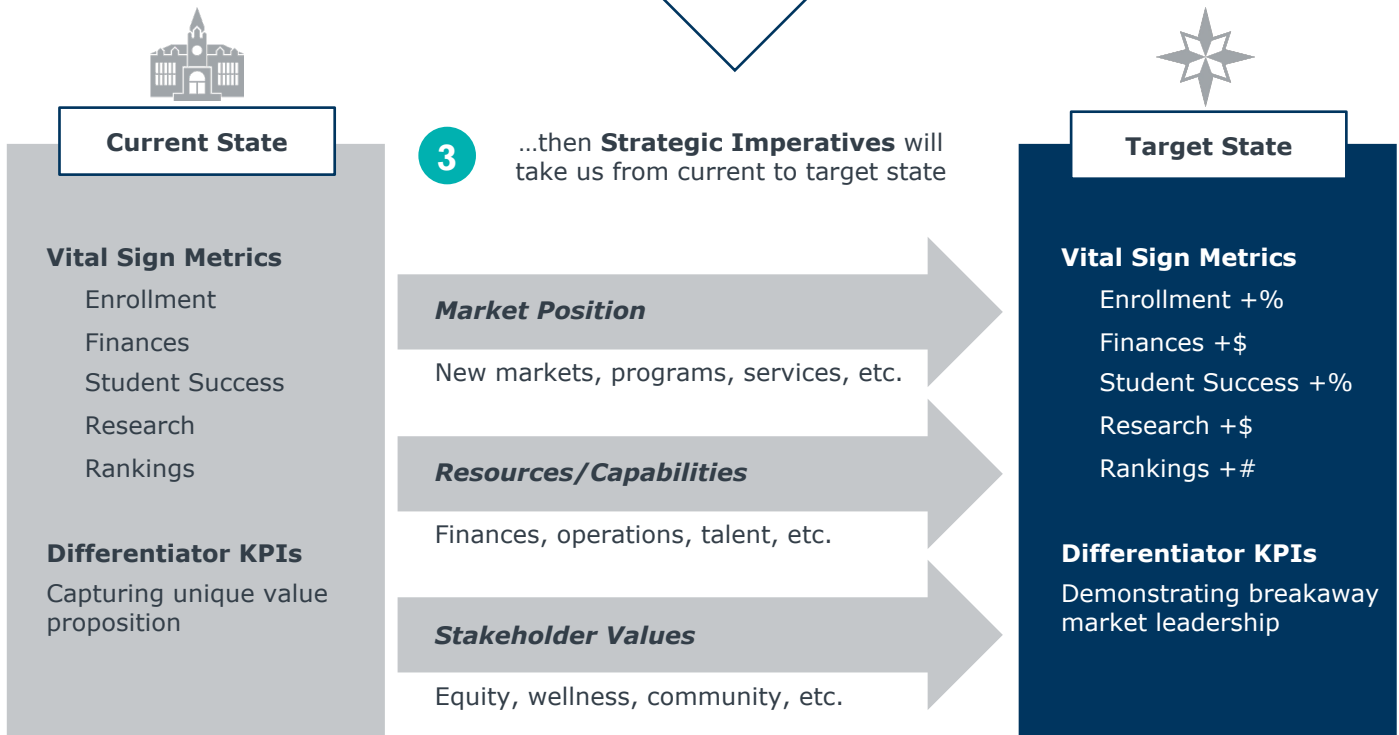 Current State
Vital Sign Metrics
Enrollment
Finances
Student Success
Research
Rankings
Differentiator KPIs
Capturing unique value
proposition
3
...then Strategic Imperatives will
take us from current to target state
Market Position
New markets, programs, services, etc.
Resources/Capabilities
Finances, operations, talent, etc.
Stakeholder Values
Equity, wellness, community, etc.
Target State
Vital Sign Metrics
Enrollment +%
Finances +$
Student Success +%
Research +$
Rankings +#
Differentiator KPIs
Demonstrating breakaway
market leadership